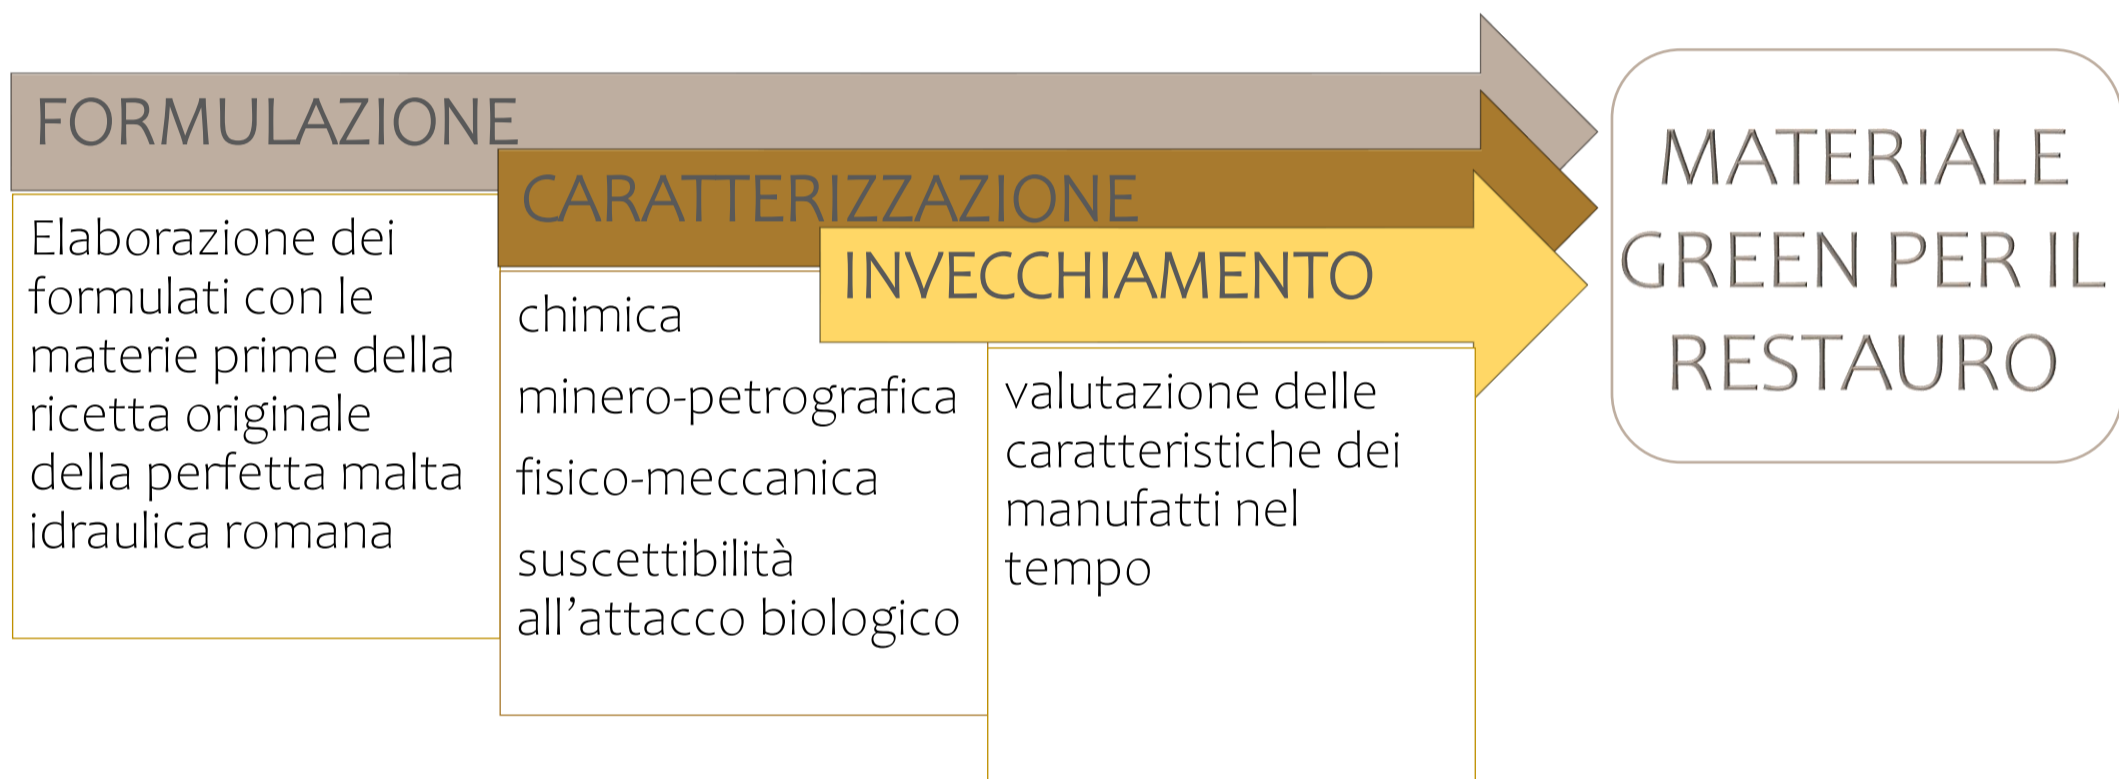 FORMULAZIONE
Elaborazione dei
formulati con le
materie prime della
ricetta originale
della perfetta malta
idraulica romana
CARATTERIZZAZIONE
chimica
minero-petrografica
fisico-meccanica
suscettibilità
all’attacco biologico
INVECCHIAMENTO
valutazione delle
caratteristiche dei
manufatti nel
tempo
MATERIALE
GREEN PER IL
RESTAURO